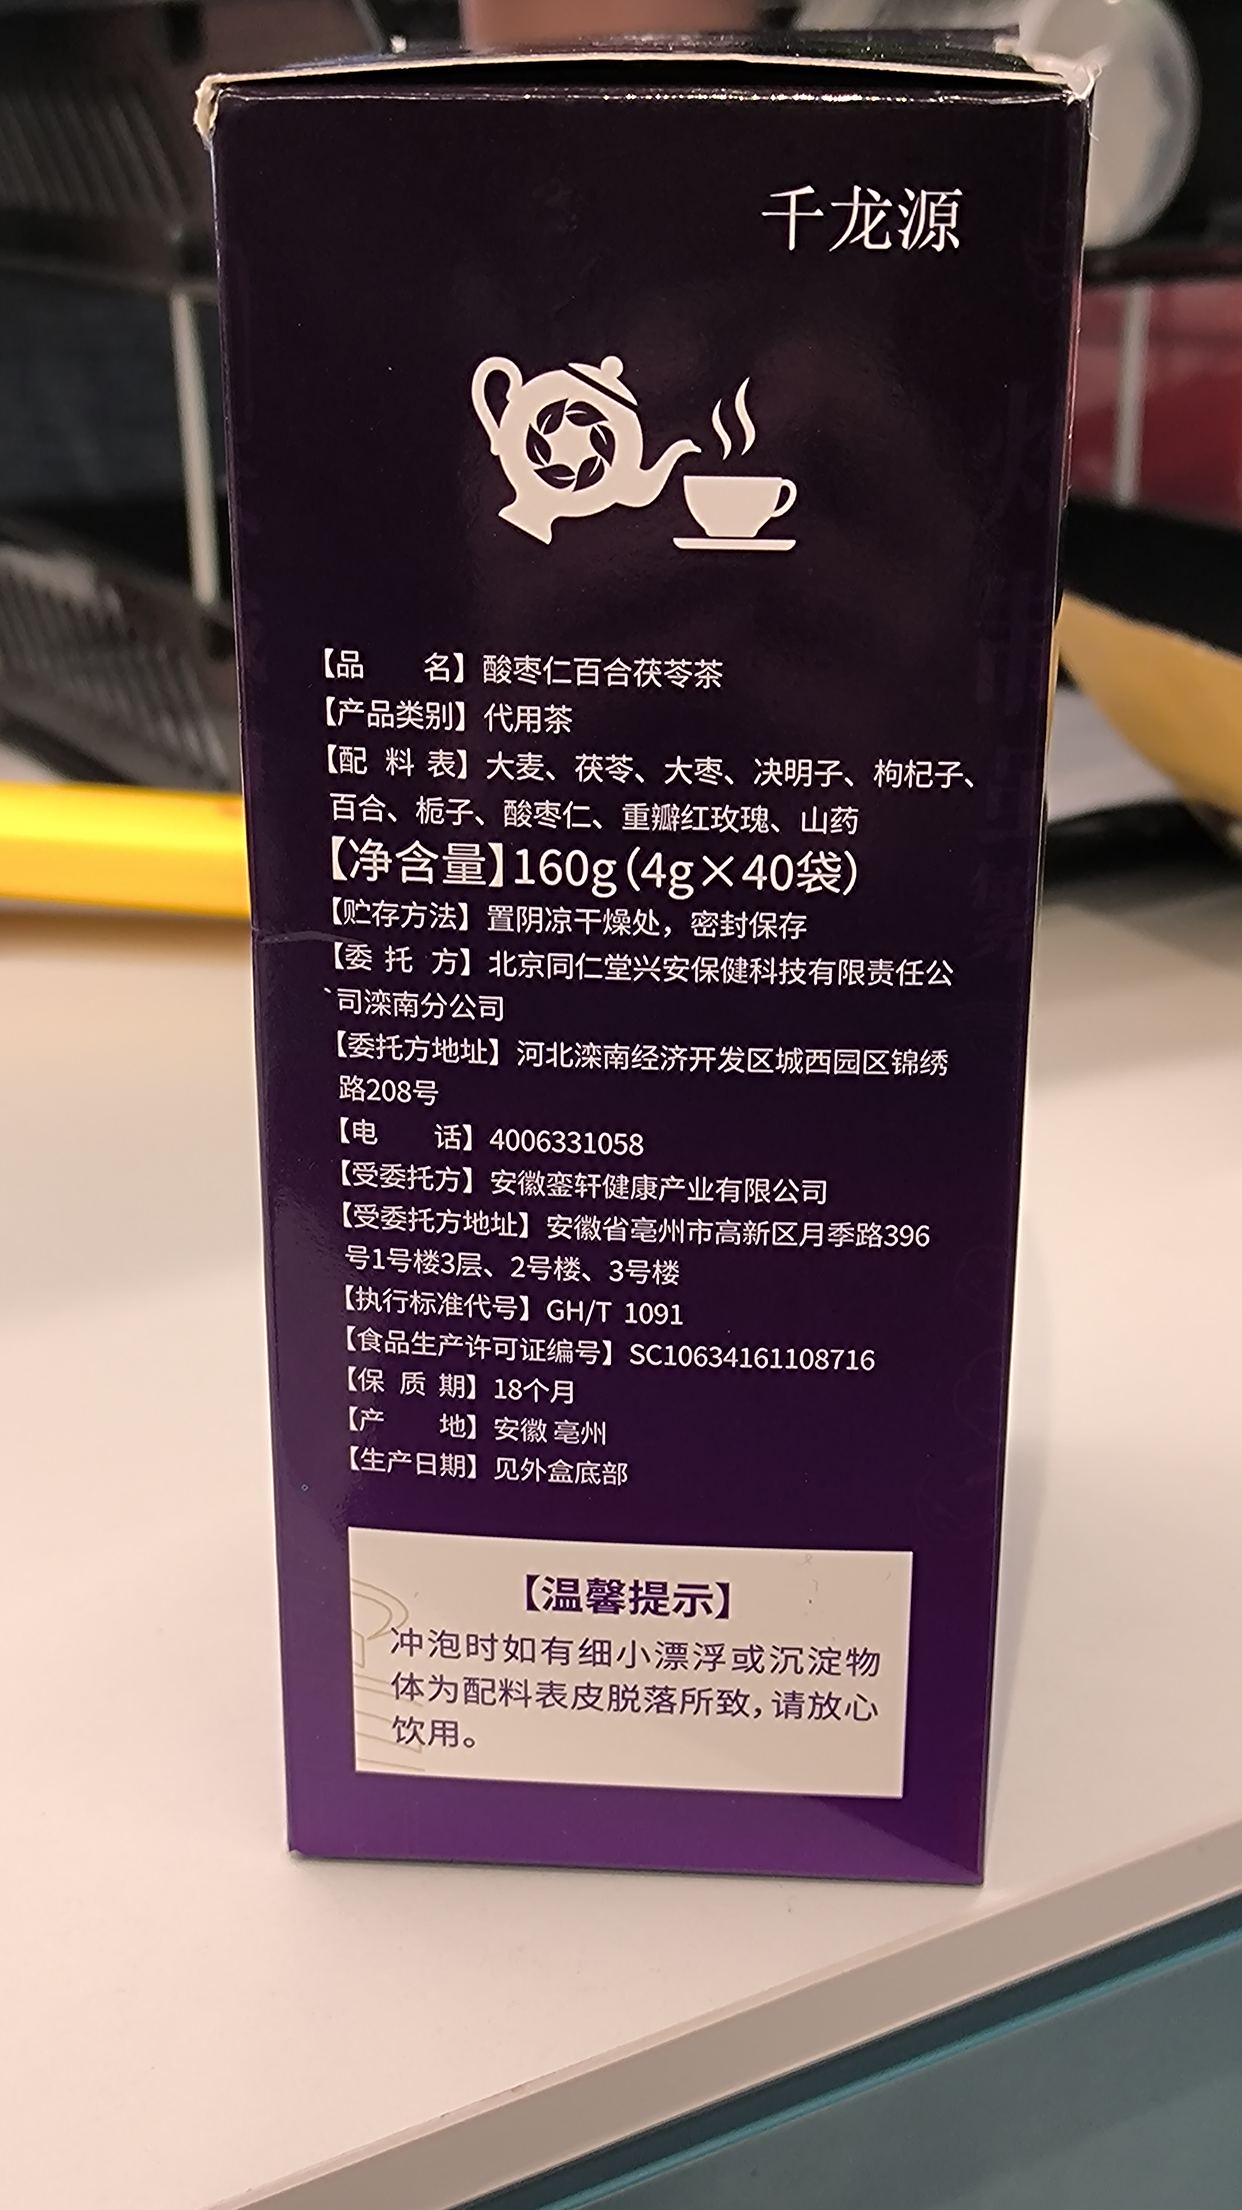 千龙源
【品 名】酸枣仁百合茯苓茶
【产品类别】代用茶
【配 料 表】大麦、茯苓、大枣、决明子、枸杞子、
百合、栀子、酸枣仁、重瓣红玫瑰、山药
【净含量】160g(4g×40袋)
【贮存方法】置阴凉干燥处，密封保存
【委 托 方】北京同仁堂兴安保健科技有限责任公
`司滦南分公司
【委托方地址】河北滦南经济开发区城西园区锦绣
路208号
【电 话】4006331058
【受委托方】安徽銮轩健康产业有限公司
【受委托方地址】安徽省亳州市高新区月季路396
号1号楼3层、2号楼、3号楼
【执行标准代号】GH/T 1091
【食品生产许可证编号】SC10634161108716
【保 质 期】18个月
【产 地】安徽 亳州
【生产日期】见外盒底部
【温馨提示】
冲泡时如有细小漂浮或沉淀物
体为配料表皮脱落所致，请放心
饮用。